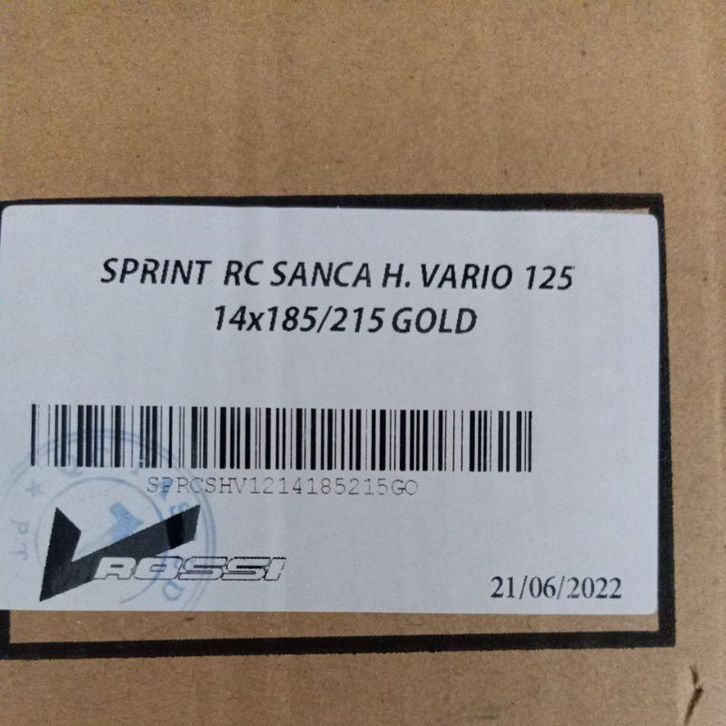 SPRINT RC SANCA H. VARIO 125
14x185/215 GOLD
SPRCSHV1214185215GO
V ROSSI
21/06/2022